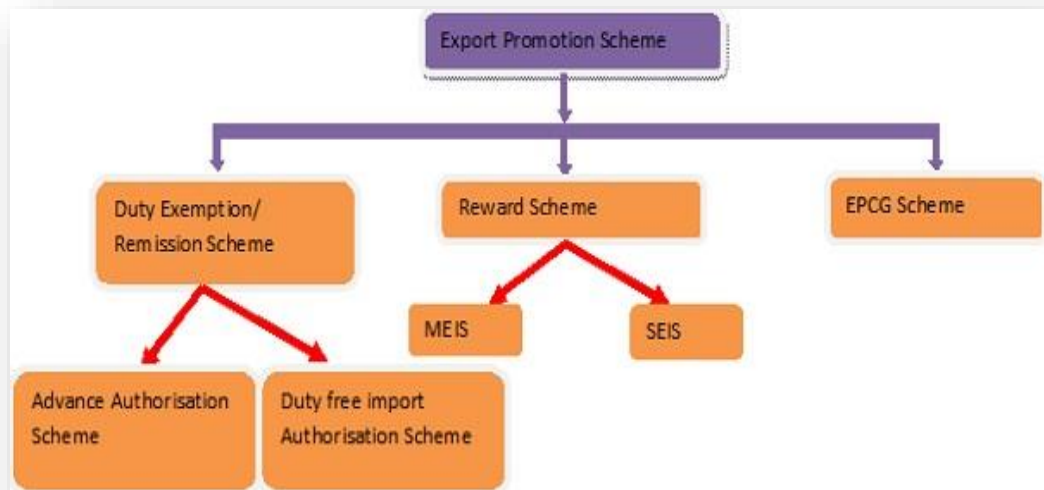 Export Promotion Scheme
Duty Exemption/
Remission Scheme
Reward Scheme
EPCG Scheme
MEIS
SEIS
Advance Authorisation
Scheme
Duty free import
Authorisation Scheme